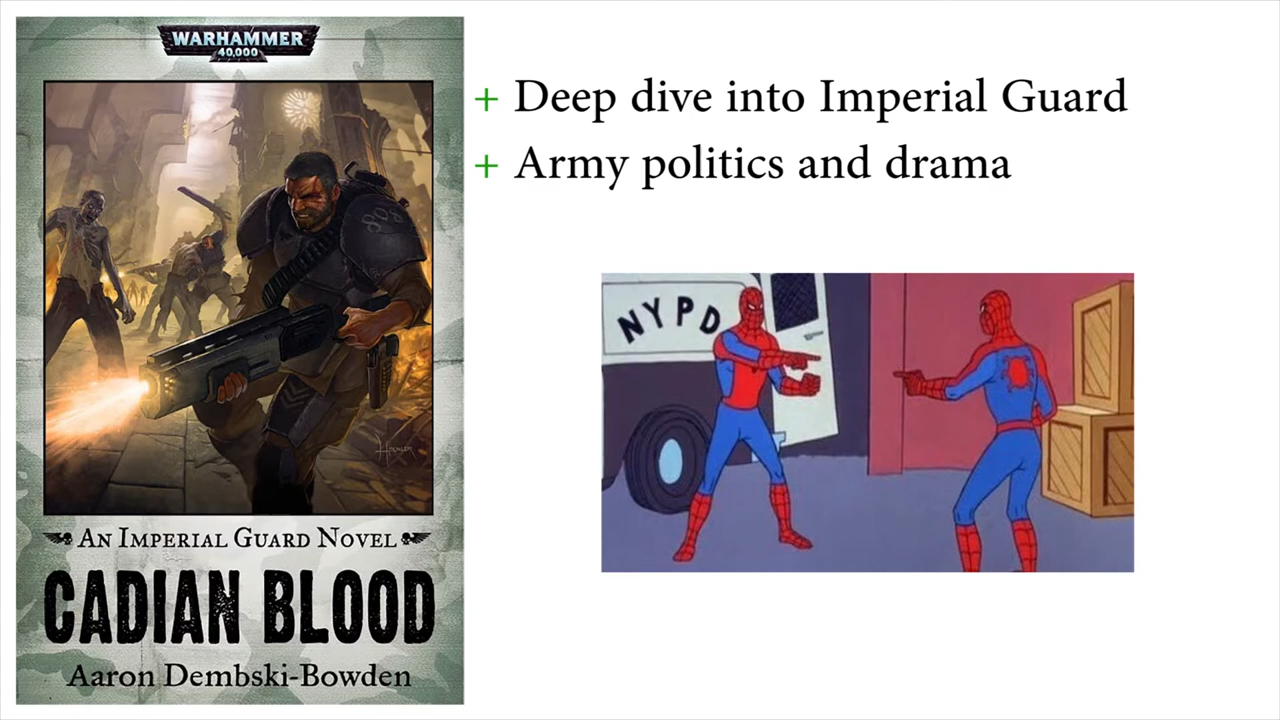 WARHAMMER
40,000
808
AN IMPERIAL GUARD NOVEL
CADIAN BLOOD
Aaron Dembski-Bowden
+ Deep dive into Imperial Guard
+ Army politics and drama
NYPD